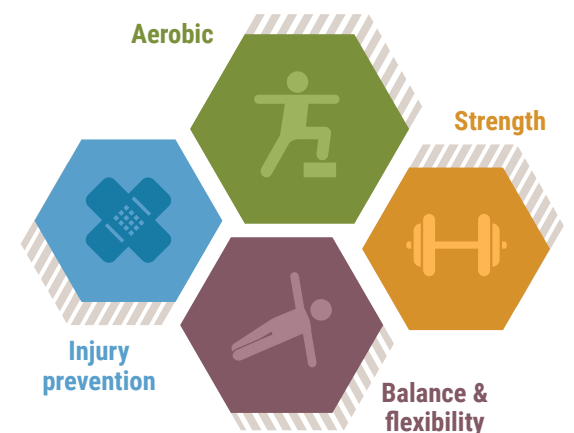 Aerobic
Strength
Injury
prevention
Balance &
flexibility